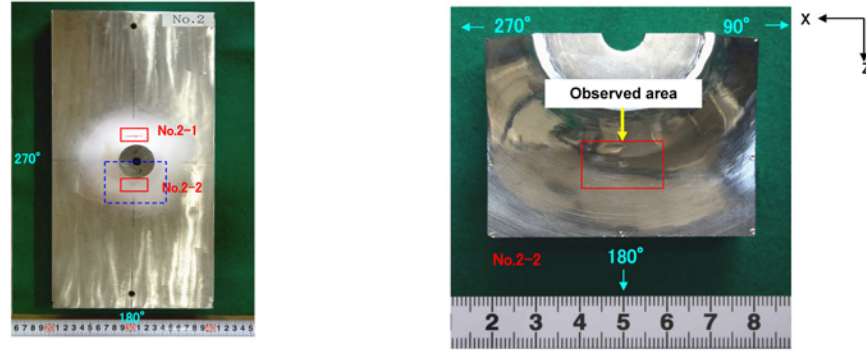 No.2
No.2-1
270°
No.2-2
180°
6 7 8 9 1 2 3 4 5 6 7 8 9 1 2 3 4 5 6 7 8 9 1 2 3 4 5
270°
90°
X
Z
Observed area
No.2-2
180°
2 3 4 5 6 7 8